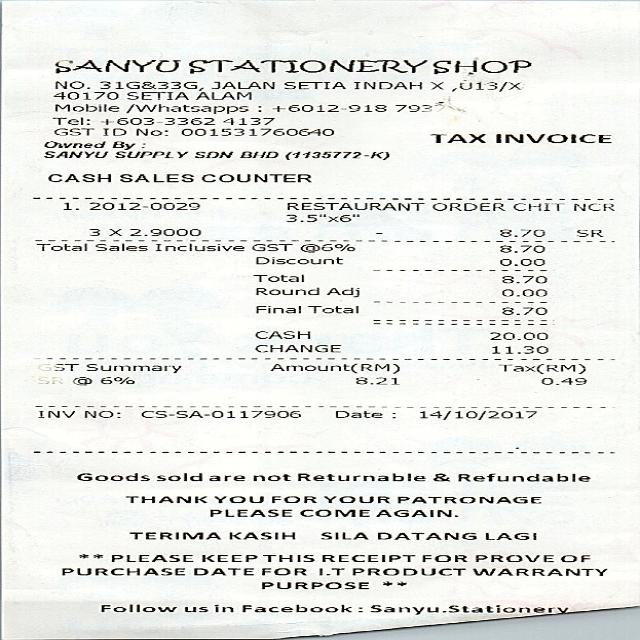 SANYU STATIONERY SHOP
NO. 31G&33G, JALAN SETIA INDAH X ,U13/X
40170 SETIA ALAM
Mobile /Whatsapps : +6012-918 7937
Tel: +603-3362 4137
GST ID No: 001531760640
TAX INVOICE
Owned By :
SANYU SUPPLY SDN BHD (1135772-K)
CASH SALES COUNTER
1. 2012-0029 RESTAURANT ORDER CHIT NCR
3.5"x6"
3 X 2.9000 - 8.70 SR
Total Sales Inclusive GST @6% 8.70
Discount 0.00
Total 8.70
Round Adj 0.00
Final Total 8.70
CASH 20.00
CHANGE 11.30
GST Summary Amount(RM) Tax(RM)
SR @ 6% 8.21 0.49
INV NO: CS-SA-0117906 Date : 14/10/2017
Goods sold are not Returnable & Refundable
THANK YOU FOR YOUR PATRONAGE
PLEASE COME AGAIN.
TERIMA KASIH SILA DATANG LAGI
** PLEASE KEEP THIS RECEIPT FOR PROVE OF
PURCHASE DATE FOR I.T PRODUCT WARRANTY
PURPOSE **
Follow us in Facebook : Sanyu.Stationery